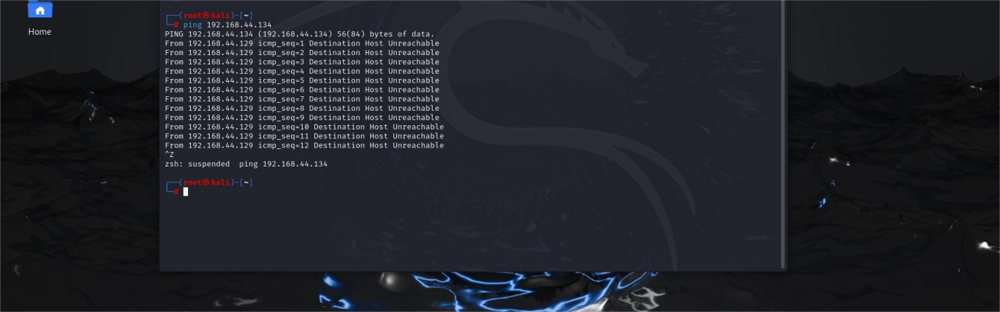 Home
┌──(root㉿kali)-[~]
└─# ping 192.168.44.134
PING 192.168.44.134 (192.168.44.134) 56(84) bytes of data.
From 192.168.44.129 icmp_seq=1 Destination Host Unreachable
From 192.168.44.129 icmp_seq=2 Destination Host Unreachable
From 192.168.44.129 icmp_seq=3 Destination Host Unreachable
From 192.168.44.129 icmp_seq=4 Destination Host Unreachable
From 192.168.44.129 icmp_seq=5 Destination Host Unreachable
From 192.168.44.129 icmp_seq=6 Destination Host Unreachable
From 192.168.44.129 icmp_seq=7 Destination Host Unreachable
From 192.168.44.129 icmp_seq=8 Destination Host Unreachable
From 192.168.44.129 icmp_seq=9 Destination Host Unreachable
From 192.168.44.129 icmp_seq=10 Destination Host Unreachable
From 192.168.44.129 icmp_seq=11 Destination Host Unreachable
From 192.168.44.129 icmp_seq=12 Destination Host Unreachable
^Z
zsh: suspended  ping 192.168.44.134
┌──(root㉿kali)-[~]
└─#